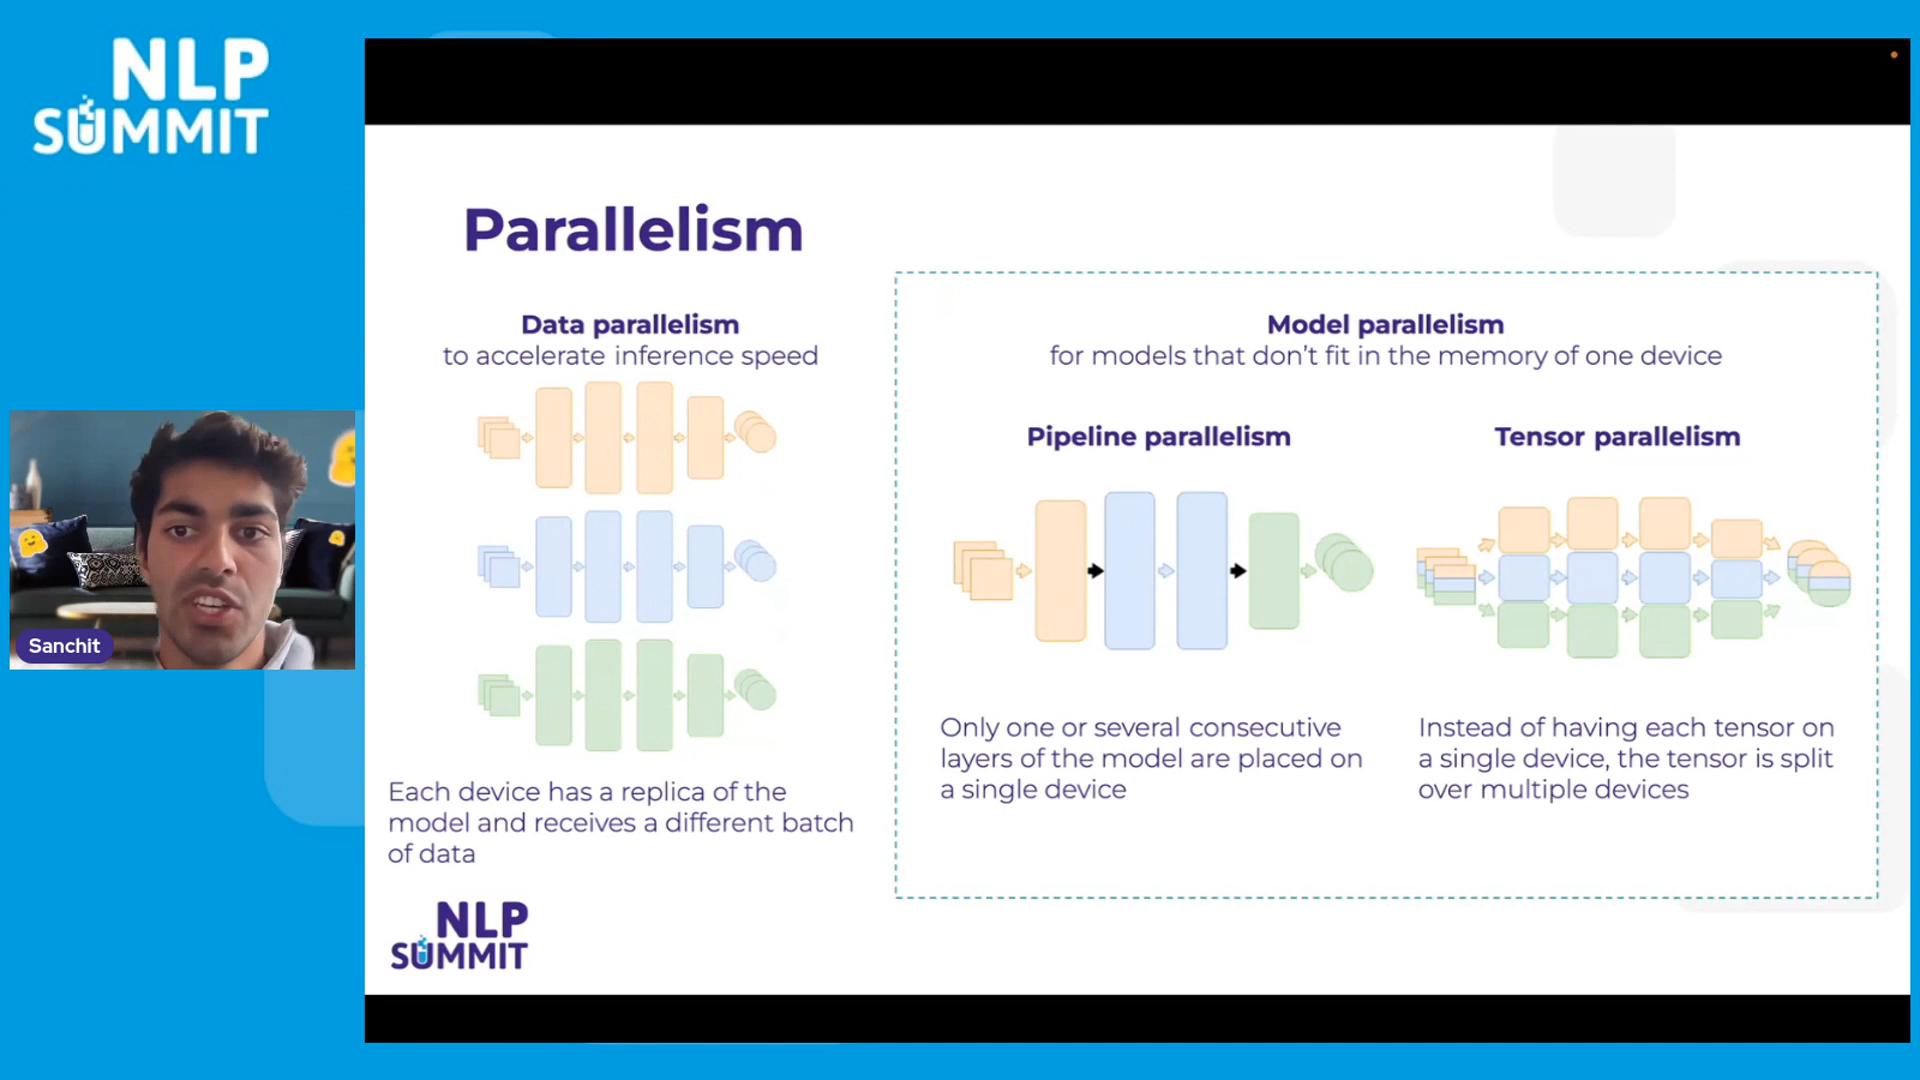 NLP
SUMMIT
Parallelism
Data parallelism
to accelerate inference speed
Each device has a replica of the
model and receives a different batch
of data
Model parallelism
for models that don't fit in the memory of one device
Pipeline parallelism
Only one or several consecutive
layers of the model are placed on
a single device
Tensor parallelism
Instead of having each tensor on
a single device, the tensor is split
over multiple devices
Sanchit
NLP
SUMMIT